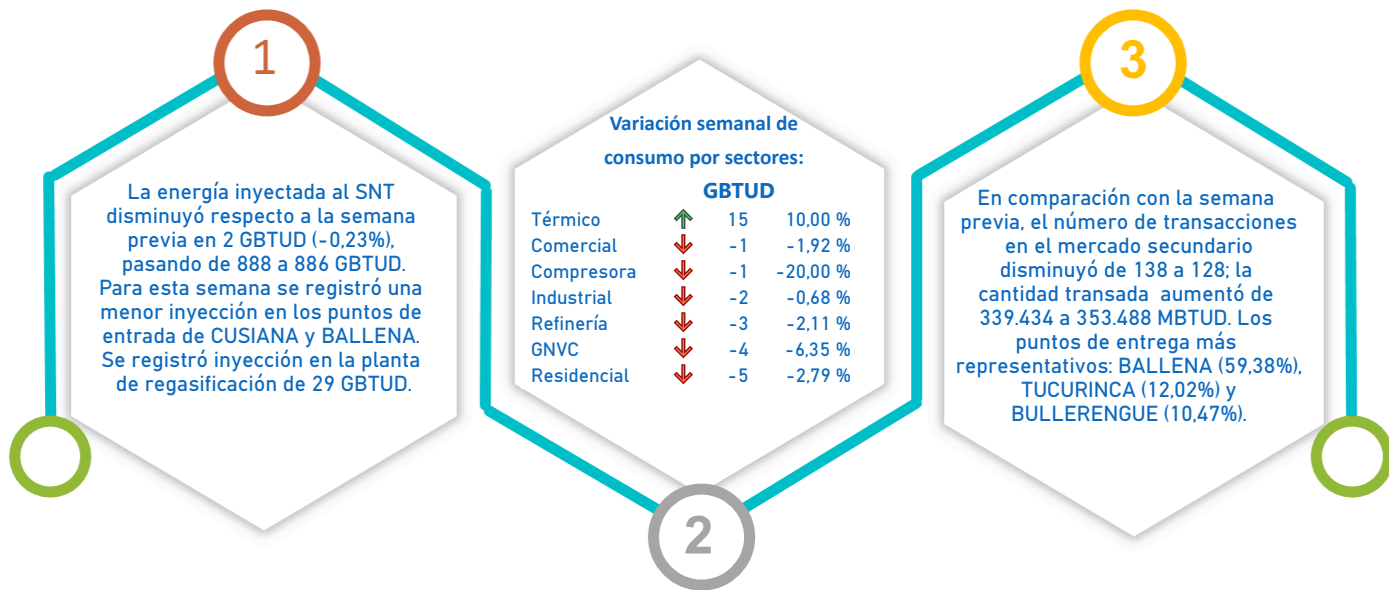 1
La energía inyectada al SNT
disminuyó respecto a la semana
previa en 2 GBTUD (-0,23%),
pasando de 888 a 886 GBTUD.
Para esta semana se registró una
menor inyección en los puntos de
entrada de CUSIANA y BALLENA.
Se registró inyección en la planta
de regasificación de 29 GBTUD.
Variación semanal de
consumo por sectores:
GBTUD
Térmico 15 10,00 %
Comercial -1 -1,92 %
Compresora -1 -20,00 %
Industrial -2 -0,68 %
Refinería -3 -2,11 %
GNVC -4 -6,35 %
Residencial -5 -2,79 %
2
3
En comparación con la semana
previa, el número de transacciones
en el mercado secundario
disminuyó de 138 a 128; la
cantidad transada aumentó de
339.434 a 353.488 MBTUD. Los
puntos de entrega más
representativos: BALLENA (59,38%),
TUCURINCA (12,02%) y
BULLERENGUE (10,47%).